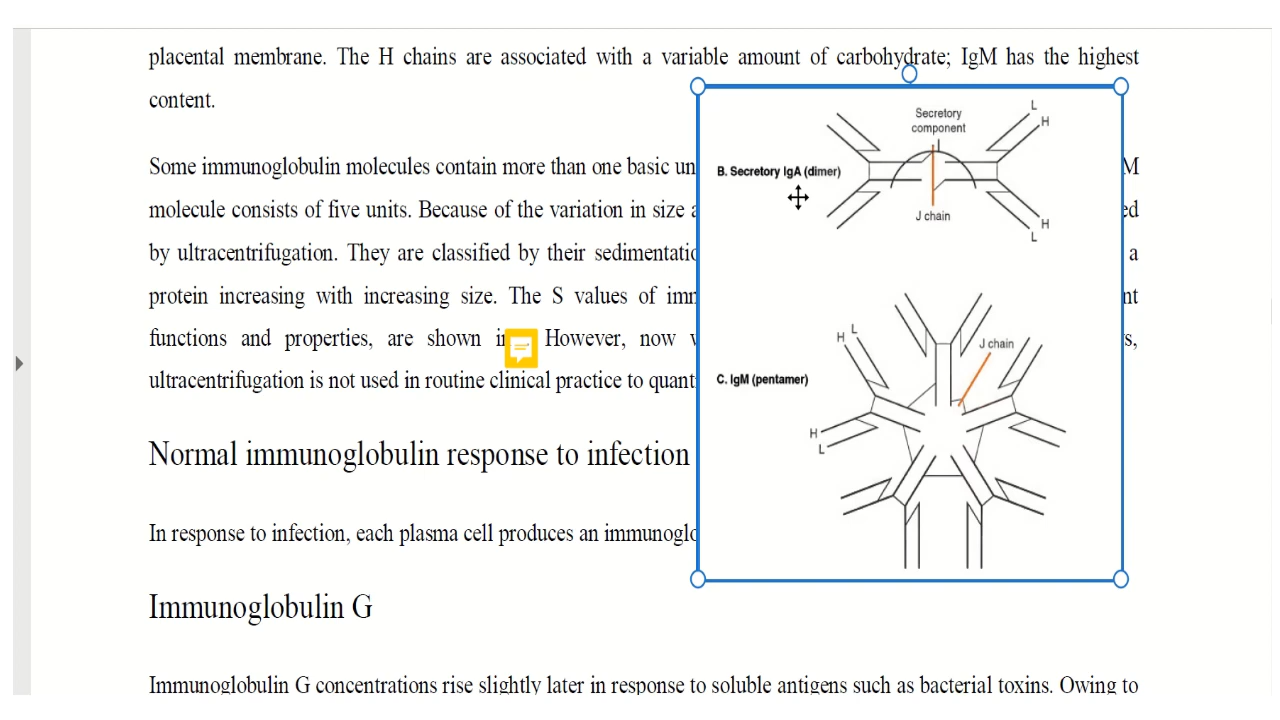 placental membrane. The H chains are associated with a variable amount of carbohydrate; IgM has the highest
content.
Some immunoglobulin molecules contain more than one basic un
M
molecule consists of five units. Because of the variation in size
ed
by ultracentrifugation. They are classified by their
a
protein increasing with increasing size. The S values of
nt
functions and properties, are shown However, now
s,
ultracentrifugation is not used in routine clinical practice to
Normal immunoglobulin response to infection
In response to infection, each plasma cell produces an
Immunoglobulin G
Immunoglobulin G concentrations rise slightly later in response to soluble antigens such as bacterial toxins. Owing to
Secretory
component
L
H
B. Secretory IgA (dimer)
J chain
H
L
H
L
J chain
C. IgM (pentamer)
H
L